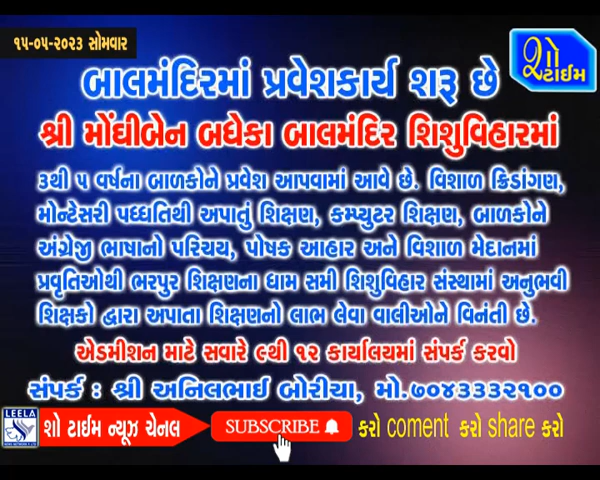 ૧૫-૦૫-૨૦૨૩ સોમવાર
શો ટાઈમ
બાલમંદિરમાં પ્રવેશકાર્ય શરૂ છે
શ્રી મોંઘીબેન બધેકા બાલમંદિર શિશુવિહારમાં
૩થી ૫ વર્ષના બાળકોને પ્રવેશ આપવામાં આવે છે. વિશાળ ક્રિડાંગણ,
મોન્ટેસરી પધ્ધતિથી અપાતું શિક્ષણ, કમ્પ્યુટર શિક્ષણ, બાળકોને
અંગ્રેજી ભાષાનો પરિચય, પોષક આહાર અને વિશાળ મેદાનમાં
પ્રવૃતિઓથી ભરપુર શિક્ષણના ધામ સમી શિશુવિહાર સંસ્થામાં અનુભવી
શિક્ષકો દ્વારા અપાતા શિક્ષણનો લાભ લેવા વાલીઓને વિનંતી છે.
એડમીશન માટે સવારે ૯થી ૧૨ કાર્યાલયમાં સંપર્ક કરવો
સંપર્ક : શ્રી અનિલભાઈ બોરીચા, મો.૭૦૪૩૩૩૨૧૦૦
LEELA
શો ટાઈમ ન્યૂઝ ચેનલ SUBSCRIBE કરો coment કરો share કરો